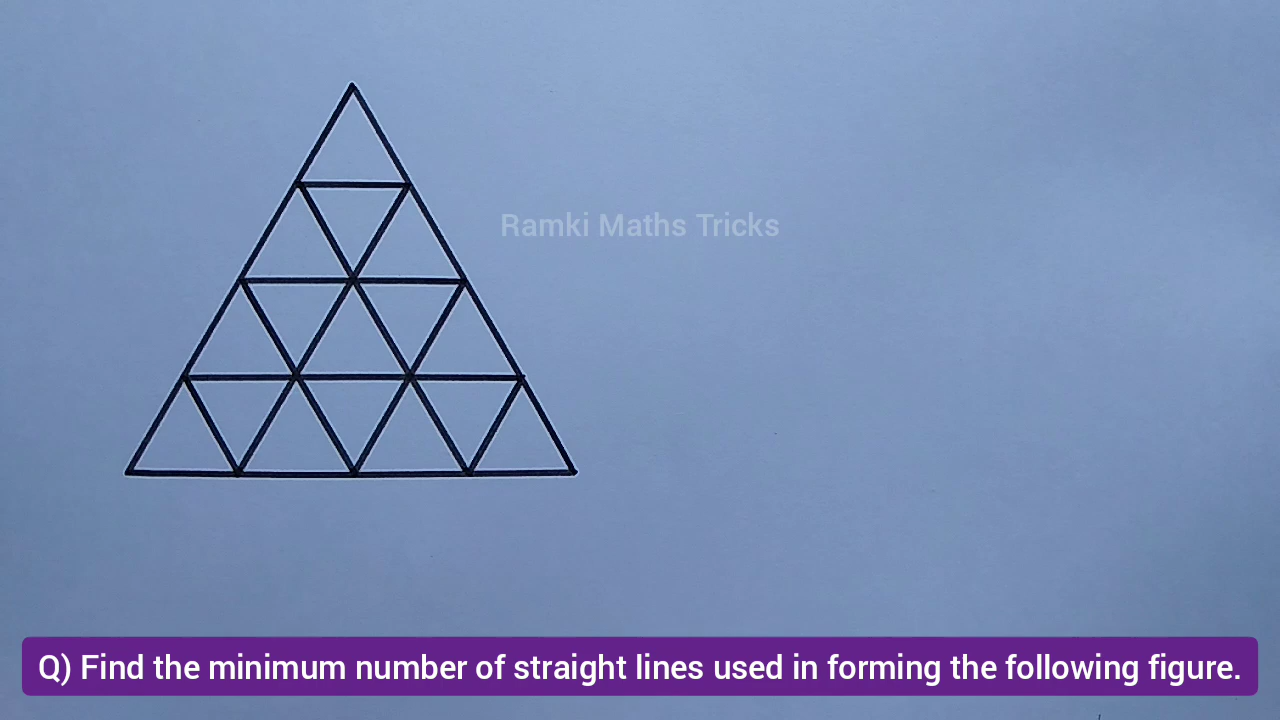 Ramki Maths Tricks
Q) Find the minimum number of straight lines used in forming the following figure.